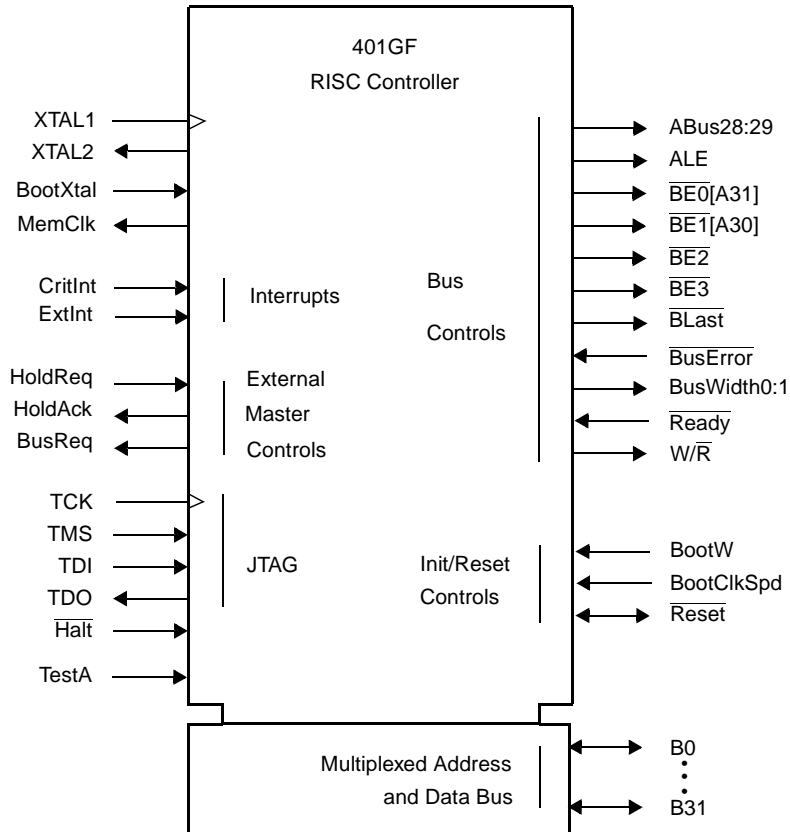 401GF
RISC Controller
XTAL1
XTAL2
BootXtal
MemClk
CritInt
ExtInt
Interrupts
HoldReq
HoldAck
BusReq
External
Master
Controls
TCK
TMS
TDI
TDO
Halt
TestA
JTAG
Bus
Controls
ABus28:29
ALE
BE0[A31]
BE1[A30]
BE2
BE3
BLast
BusError
BusWidth0:1
Ready
W/R
Init/Reset
Controls
BootW
BootClkSpd
Reset
Multiplexed Address
and Data Bus
B0
B31